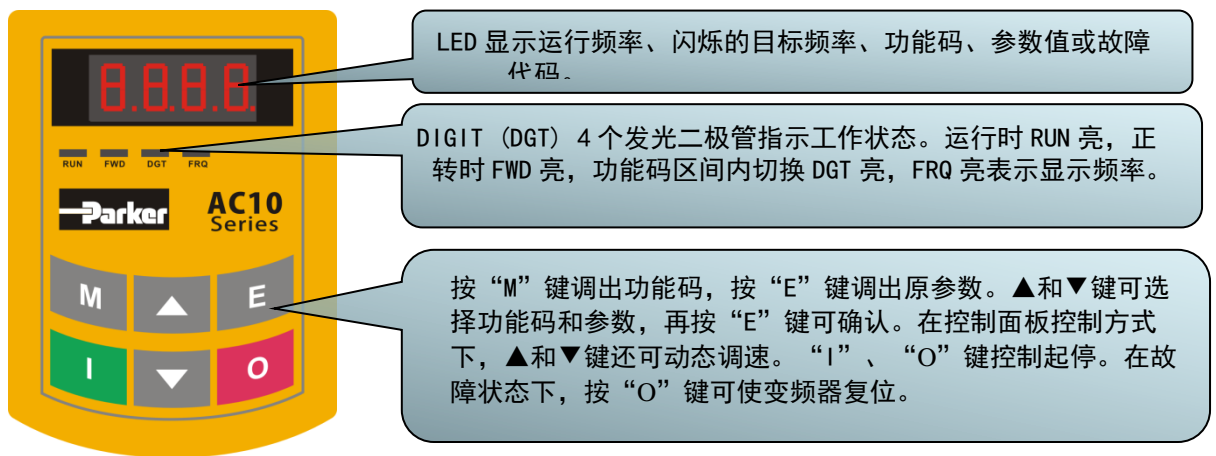 8.8.8.8.
RUN FWD DGT FRQ
Parker
AC10
Series
M ▲ E
I ▼ O
LED 显示运行频率、闪烁的目标频率、功能码、参数值或故障
代码。
DIGIT (DGT) 4 个发光二极管指示工作状态。运行时 RUN 亮，正
转时 FWD 亮，功能码区间内切换 DGT 亮，FRQ 亮表示显示频率。
按“M”键调出功能码，按“E”键调出原参数。▲和▼键可选
择功能码和参数，再按“E”键可确认。在控制面板控制方式
下，▲和▼键还可动态调速。“I”、“O”键控制起停。在故
障状态下，按“O”键可使变频器复位。